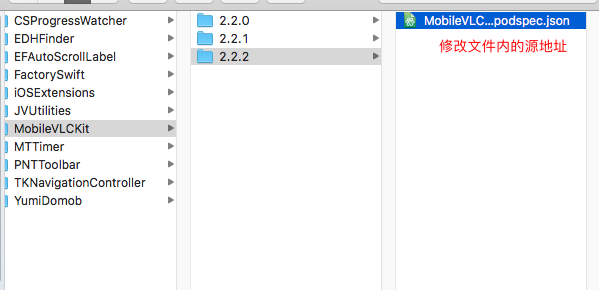 CSProgressWatcher
EDHFinder
EFAutoScrollLabel
FactorySwift
iOSExtensions
JVUtilities
MobileVLCKit
MTTimer
PNTToolbar
TKNavigationController
YumiDomob
2.2.0
2.2.1
2.2.2
MobileVLC...podspec.json
修改文件内的源地址